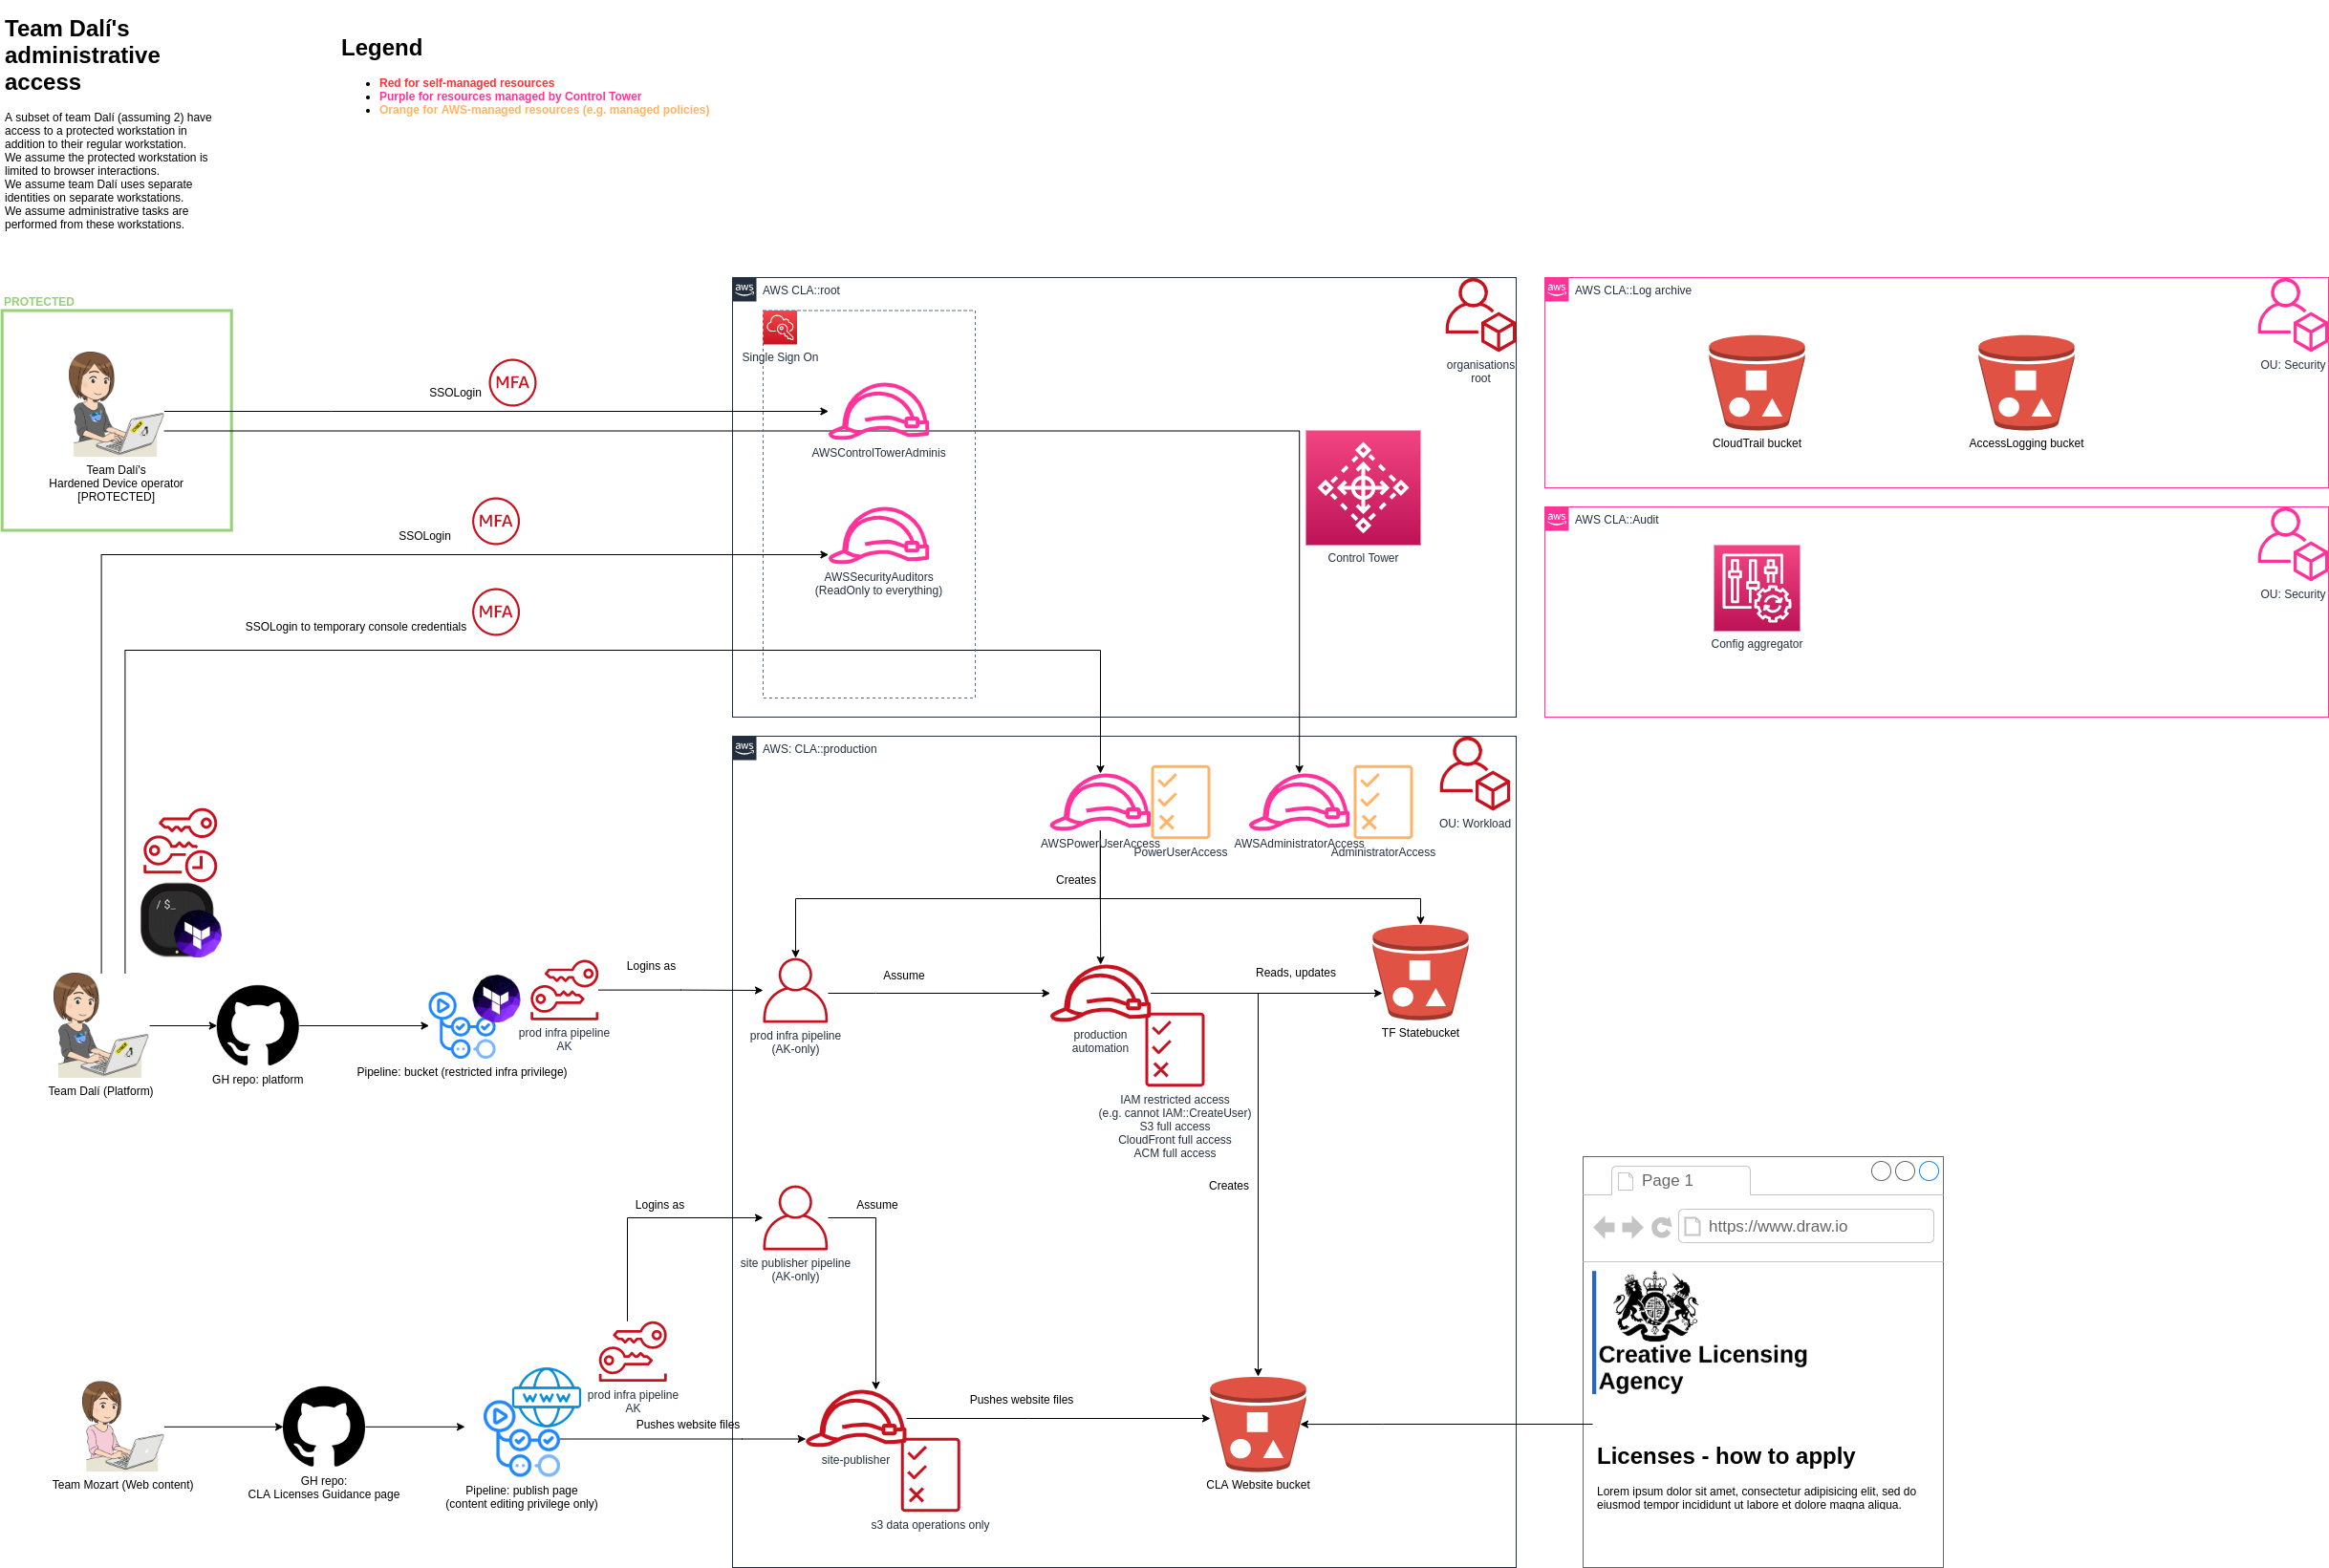 Team Dalí's
administrative
access
A subset of team Dalí (assuming 2) have
access to a protected workstation in
addition to their regular workstation.
We assume the protected workstation is
limited to browser interactions.
We assume team Dalí uses separate
identities on separate workstations.
We assume administrative tasks are
performed from these workstations.
Legend
Red for self-managed resources
Purple for resources managed by Control Tower
Orange for AWS-managed resources (e.g. managed policies)
PROTECTED
Team Dalí's
Hardened Device operator
[PROTECTED]
SSOLogin
MFA
SSOLogin
MFA
SSOLogin to temporary console credentials
MFA
aws
AWS CLA::root
Single Sign On
AWSControlTowerAdminis
AWSSecurityAuditors
(ReadOnly to everything)
organisations
root
Control Tower
aws
AWS CLA::Log archive
CloudTrail bucket
AccessLogging bucket
OU: Security
aws
AWS CLA::Audit
Config aggregator
OU: Security
aws
AWS: CLA::production
AWSPowerUserAccess
PowerUserAccess
AWSAdministratorAccess
AdministratorAccess
OU: Workload
Creates
/ $_
Team Dalí (Platform)
GH repo: platform
Pipeline: bucket (restricted infra privilege)
prod infra pipeline
AK
Logins as
prod infra pipeline
(AK-only)
Assume
production
automation
Reads, updates
TF Statebucket
IAM restricted access
(e.g. cannot IAM::CreateUser)
S3 full access
CloudFront full access
ACM full access
Creates
Logins as
site publisher pipeline
(AK-only)
Assume
prod infra pipeline
AK
Pushes website files
WWW
Team Mozart (Web content)
GH repo:
CLA Licenses Guidance page
Pipeline: publish page
(content editing privilege only)
site-publisher
s3 data operations only
Pushes website files
CLA Website bucket
Page 1
https://www.draw.io
Creative Licensing
Agency
Licenses - how to apply
Lorem ipsum dolor sit amet, consectetur adipisicing elit, sed do
eiusmod tempor incididunt ut labore et dolore magna aliqua.